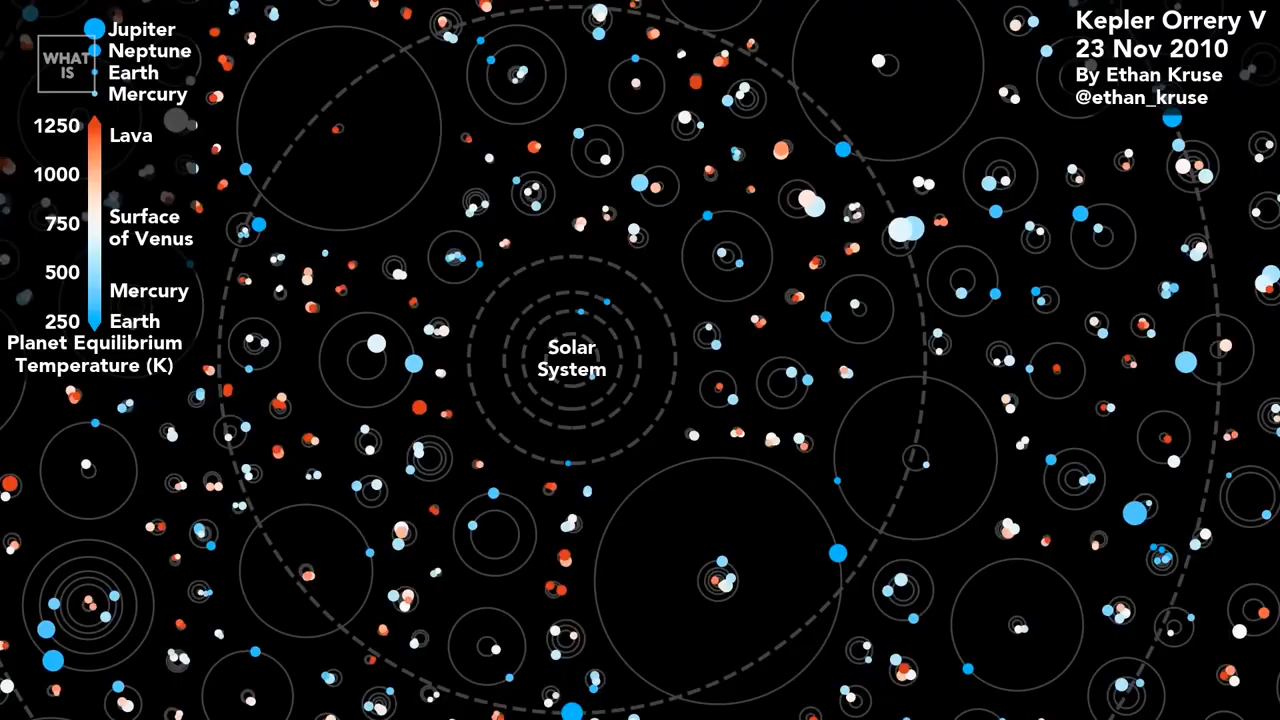 Jupiter
Neptune
Earth
Mercury
WHAT
IS
1250
Lava
1000
750
Surface
of Venus
500
Mercury
250
Earth
Planet Equilibrium
Temperature (K)
Solar
System
Kepler Orrery V
23 Nov 2010
By Ethan Kruse
@ethan_kruse